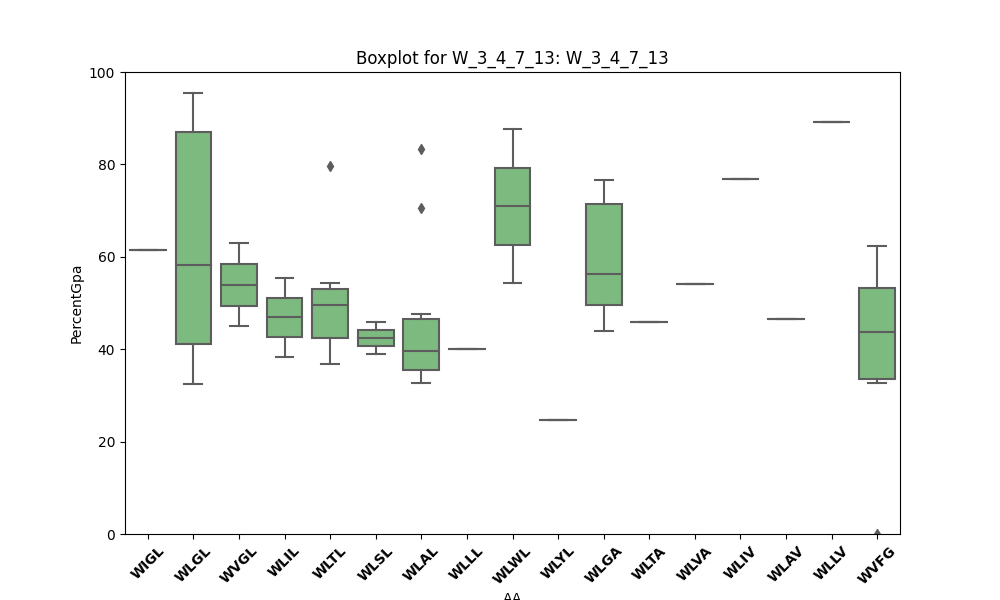 Boxplot for W_3_4_7_13: W_3_4_7_13
100
80
60
40
20
0
PercentGpa
WIGL
WLGL
WVGL
WLIL
WLTL
WLSL
WLAL
WLLL
WLWL
WLYL
WLGA
WLTA
WLVA
WLIV
WLAV
WLLV
WVFG
AA